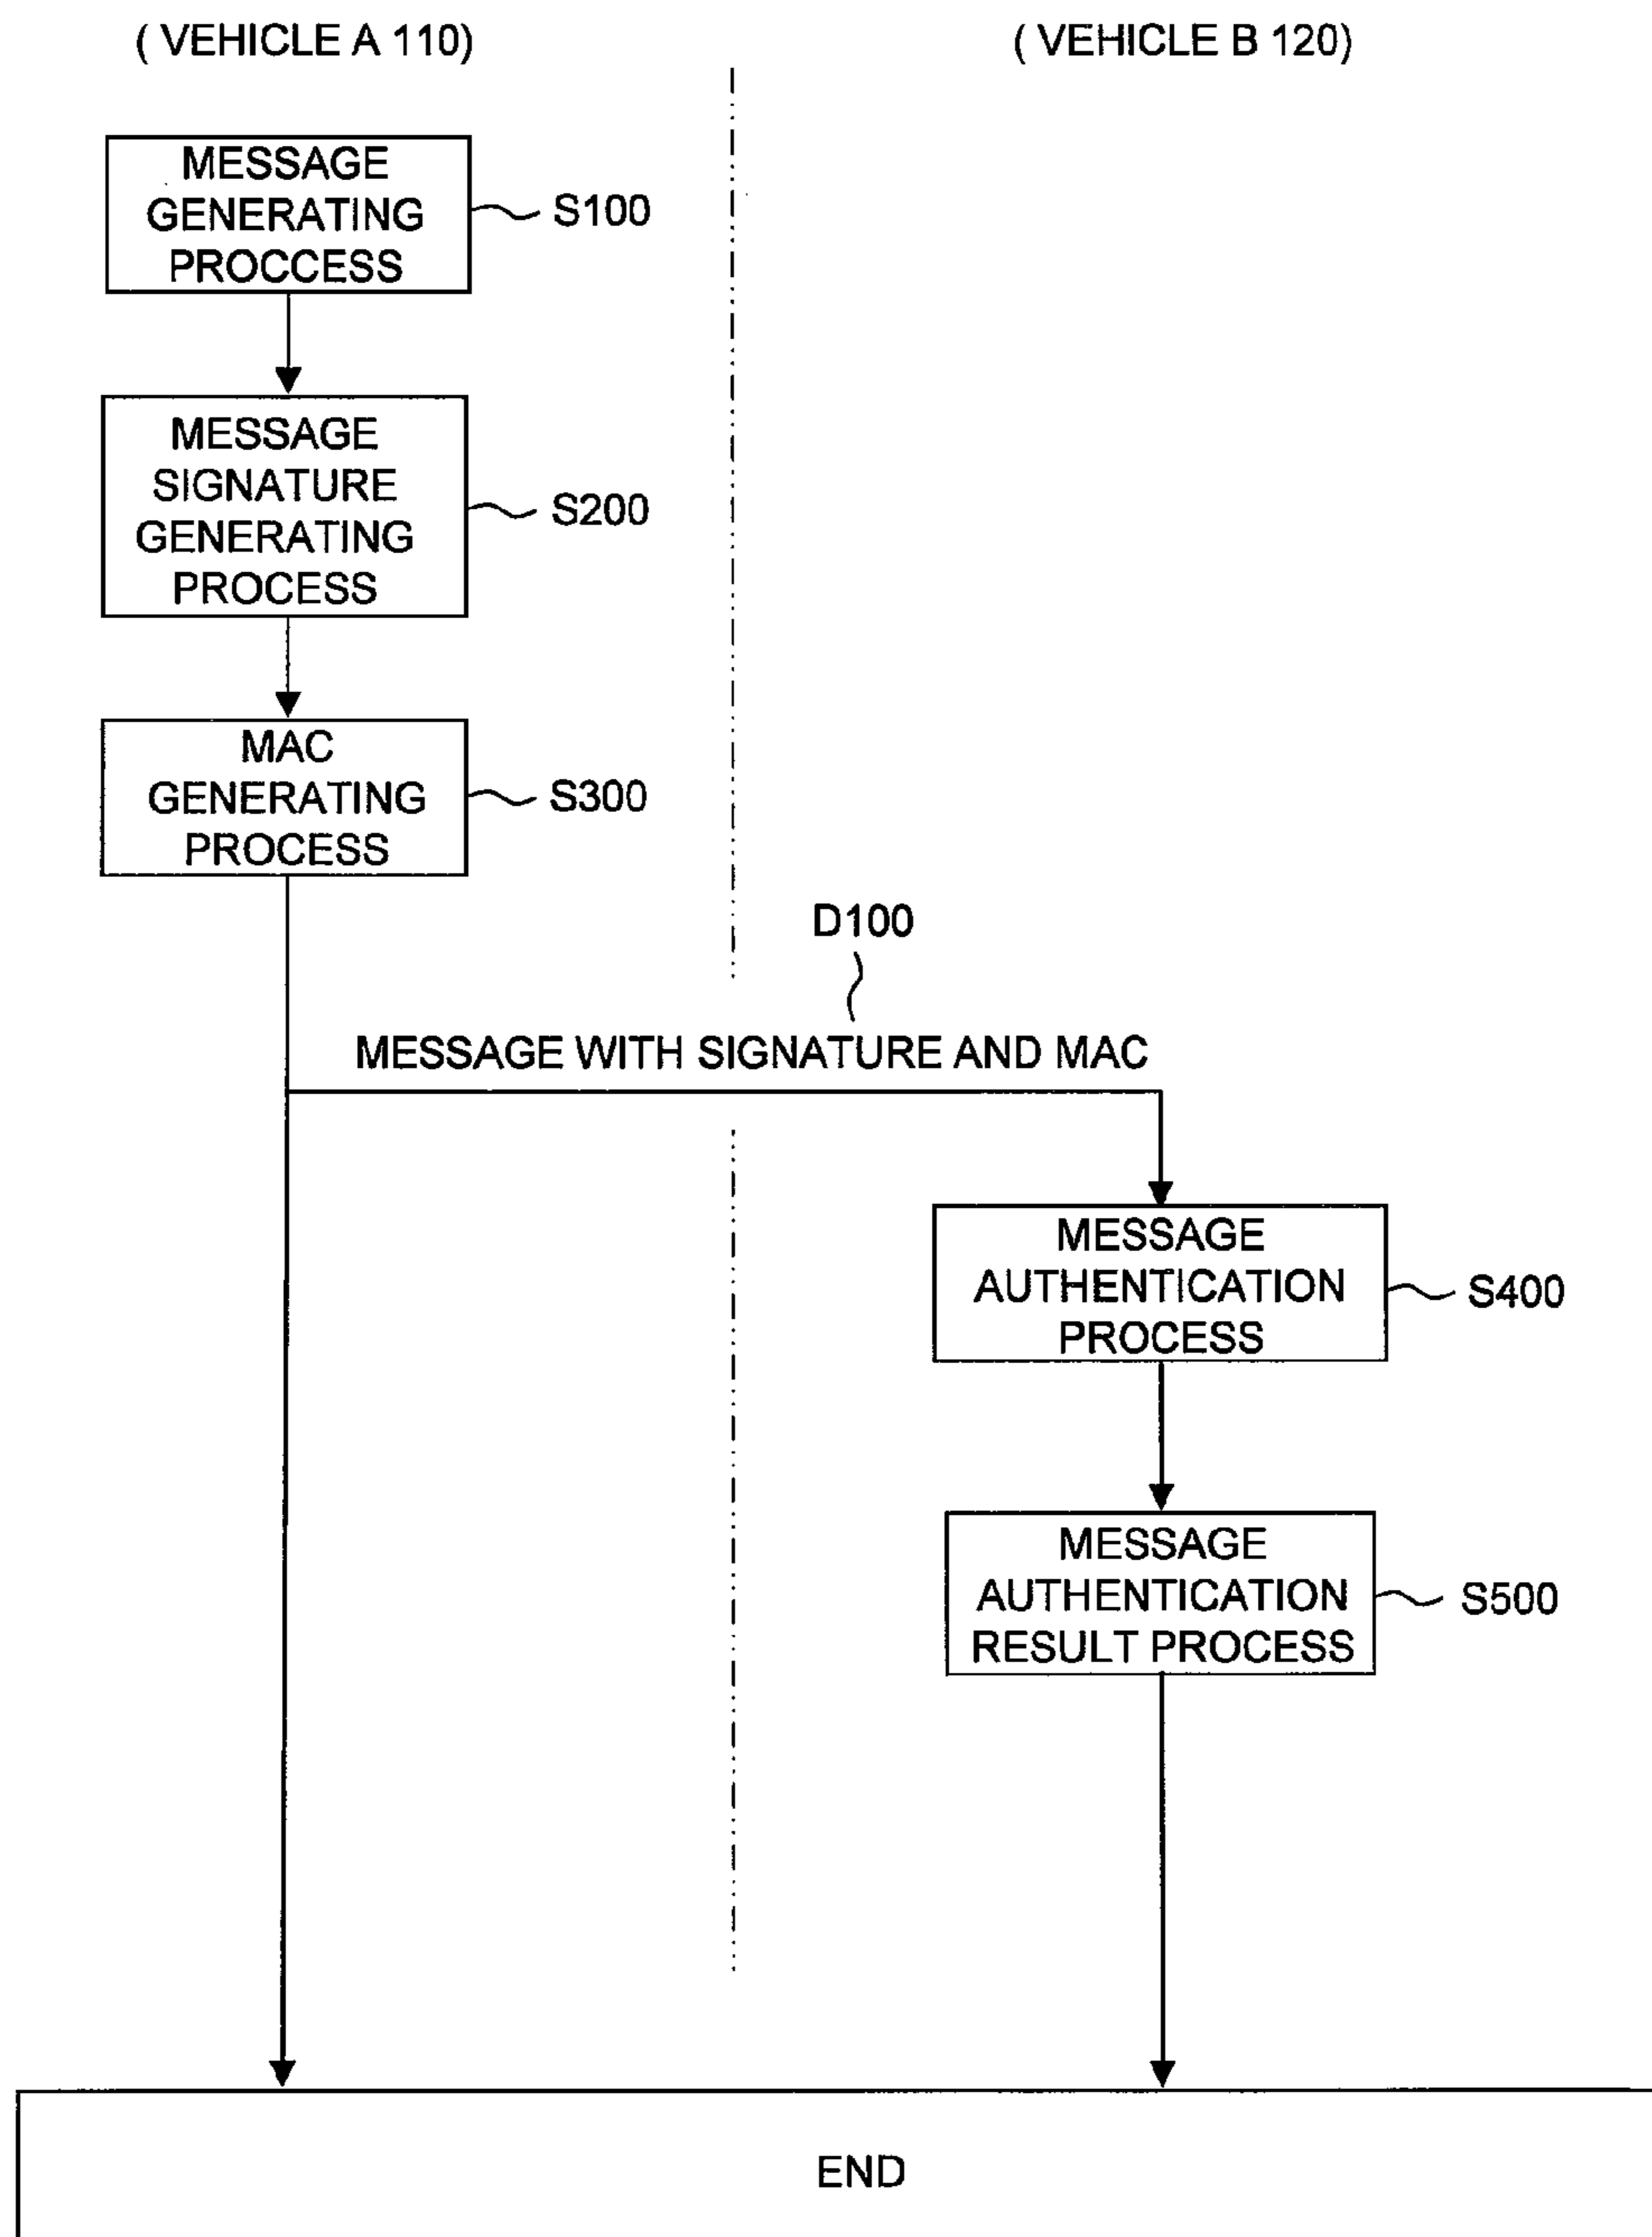 ( VEHICLE A 110)
( VEHICLE B 120)
MESSAGE
GENERATING
PROCCESS
S100
MESSAGE
SIGNATURE
GENERATING
PROCESS
S200
MAC
GENERATING
PROCESS
S300
D100
MESSAGE WITH SIGNATURE AND MAC
MESSAGE
AUTHENTICATION
PROCESS
S400
MESSAGE
AUTHENTICATION
RESULT PROCESS
S500
END